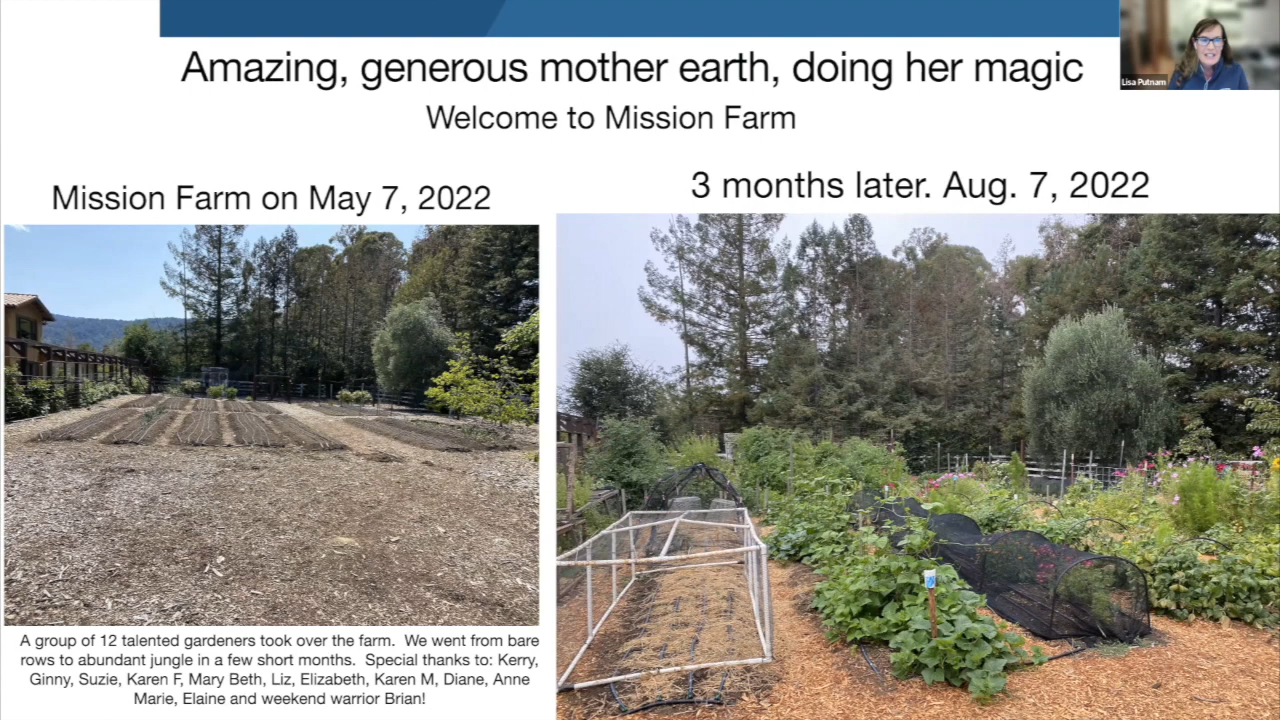 Amazing, generous mother earth, doing her magic
Lisa Putnam
Welcome to Mission Farm
Mission Farm on May 7, 2022
3 months later. Aug. 7, 2022
A group of 12 talented gardeners took over the farm.  We went from bare
rows to abundant jungle in a few short months.  Special thanks to: Kerry,
Ginny, Suzie, Karen F, Mary Beth, Liz, Elizabeth, Karen M, Diane, Anne
Marie, Elaine and weekend warrior Brian!